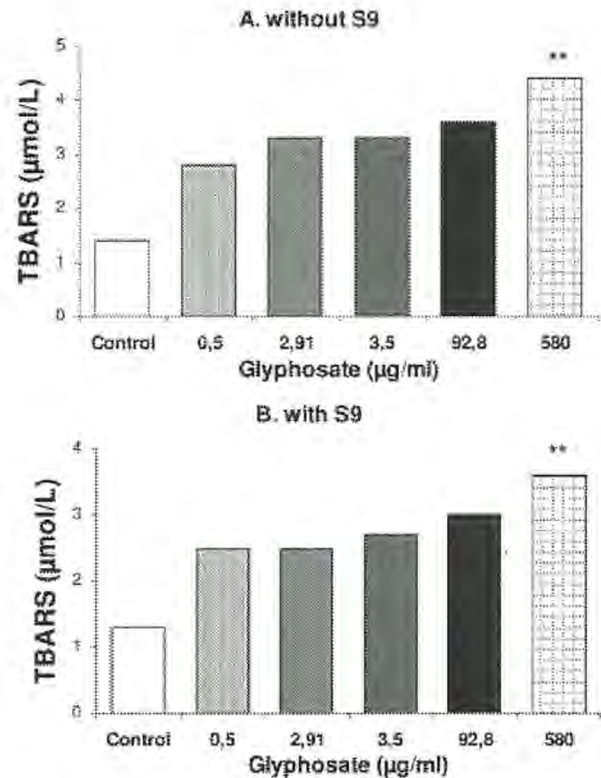 A. without S9
TBARS (µmol/L)
5
4
3
2
1
0
**
Control 0,5 2,91 3,5 92,8 580
Glyphosate (µg/ml)
B. with S9
TBARS (µmol/L)
4
3
2
1
0
**
Control 0,5 2,91 3,5 92,8 580
Glyphosate (µg/ml)